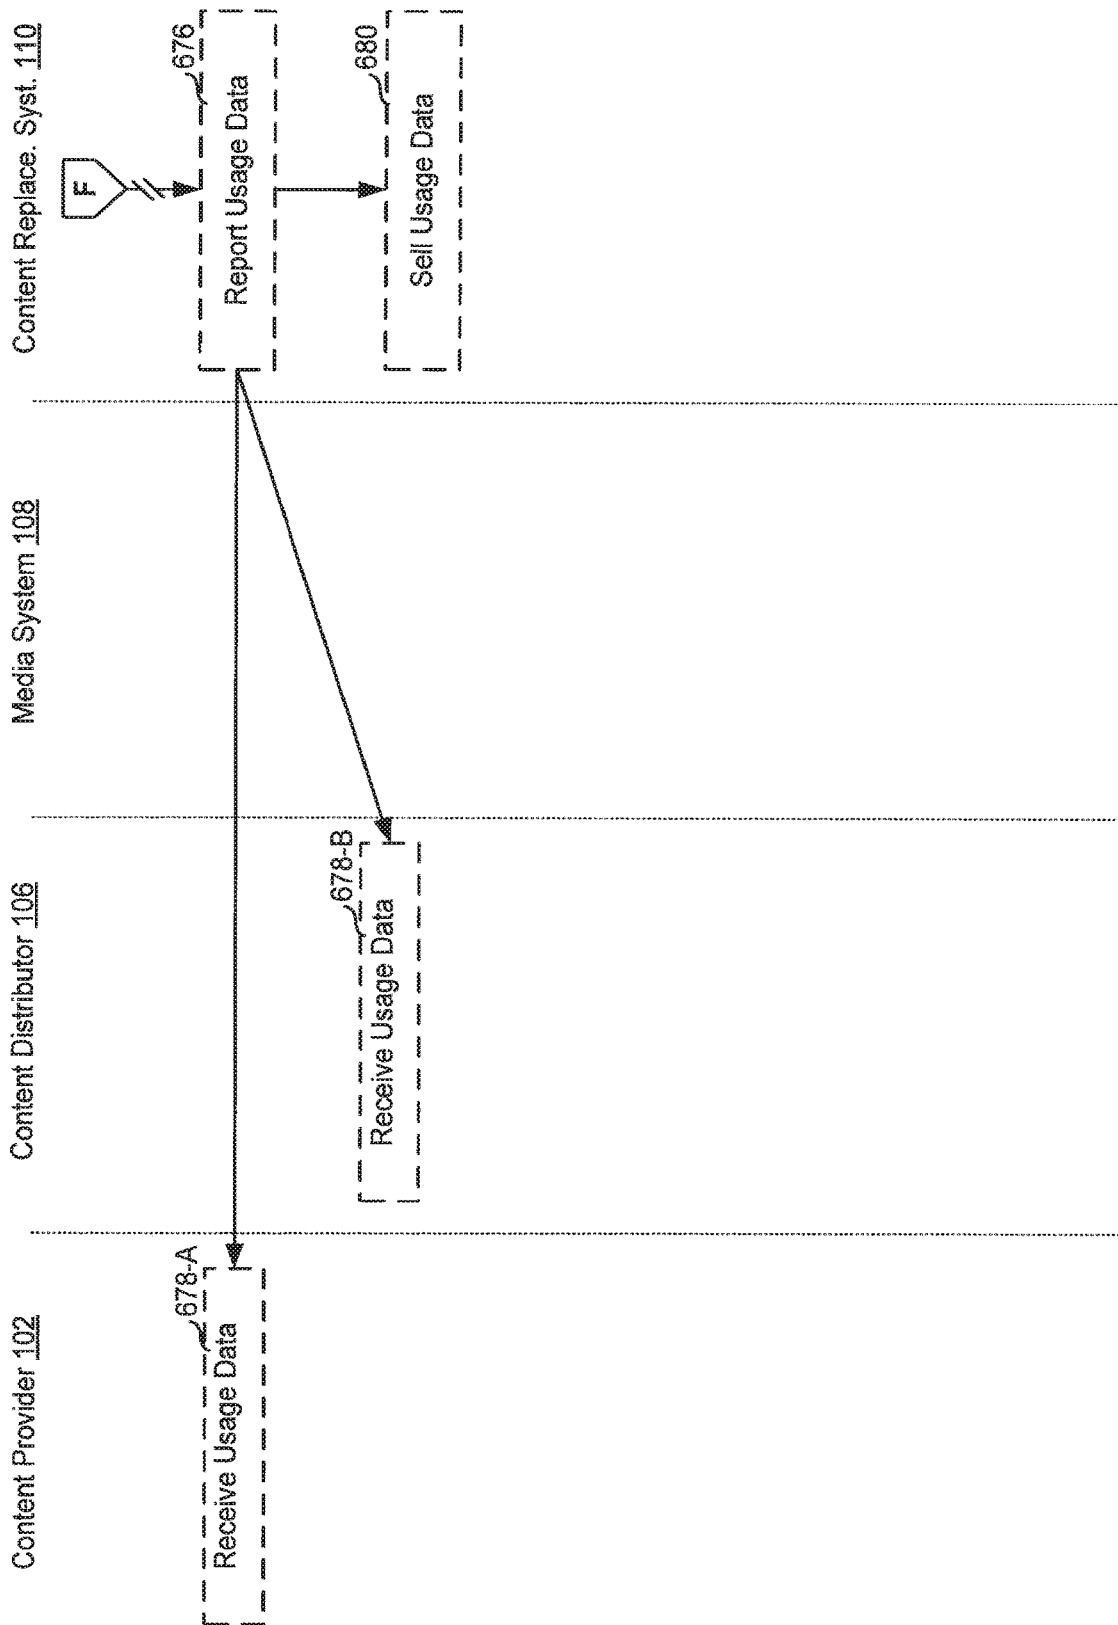 Content Provider 102
Content Distributor 106
Media System 108
Content Replace. Syst. 110
F
676
Report Usage Data
678-A
Receive Usage Data
678-B
Receive Usage Data
680
Sell Usage Data